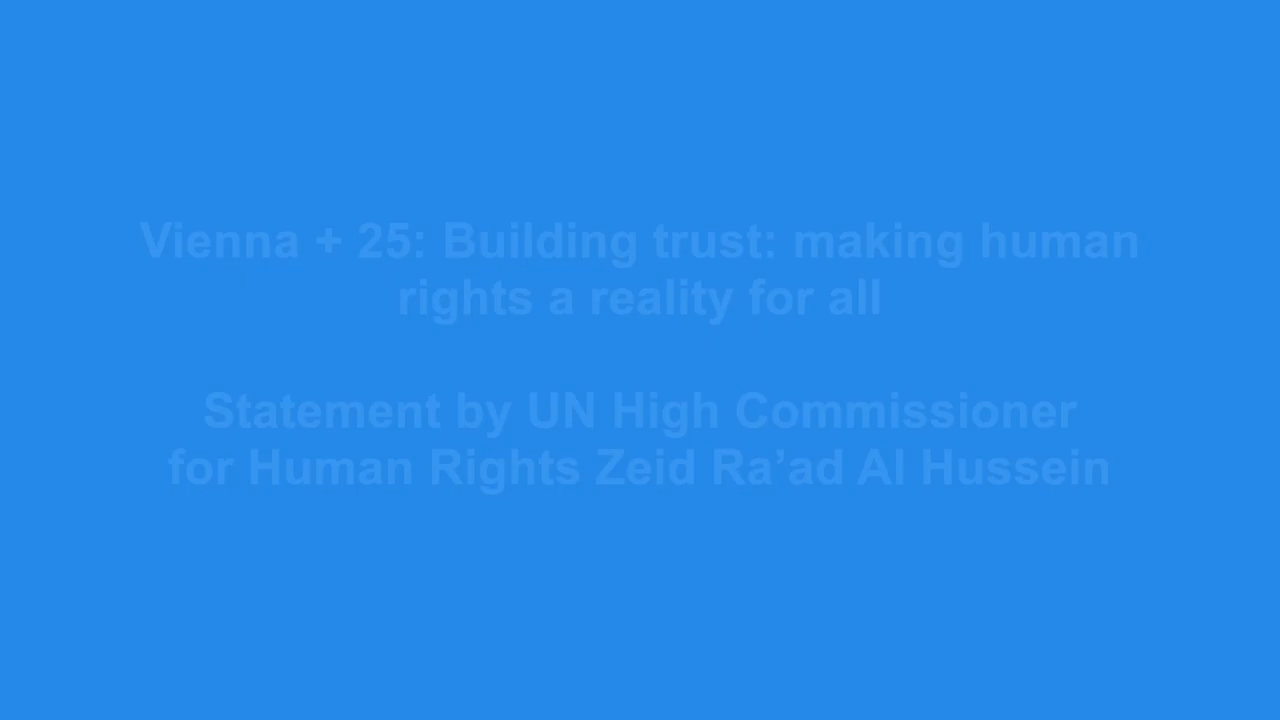 Vienna + 25: Building trust: making human
rights a reality for all
Statement by UN High Commissioner
for Human Rights Zeid Ra’ad Al Hussein